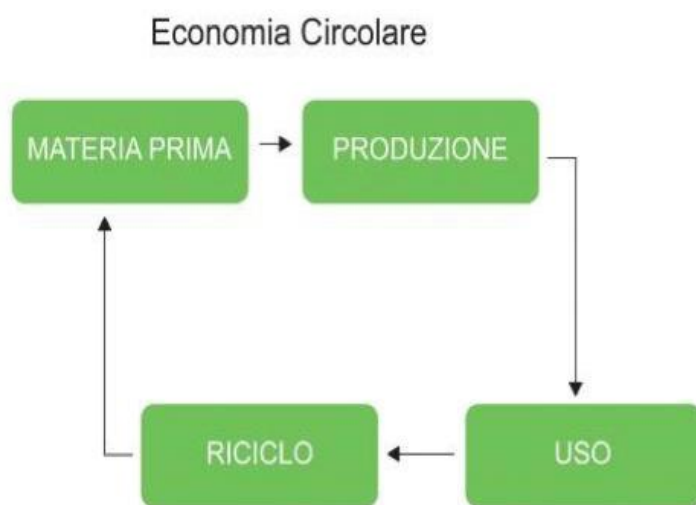 Economia Circolare
MATERIA PRIMA
PRODUZIONE
USO
RICICLO